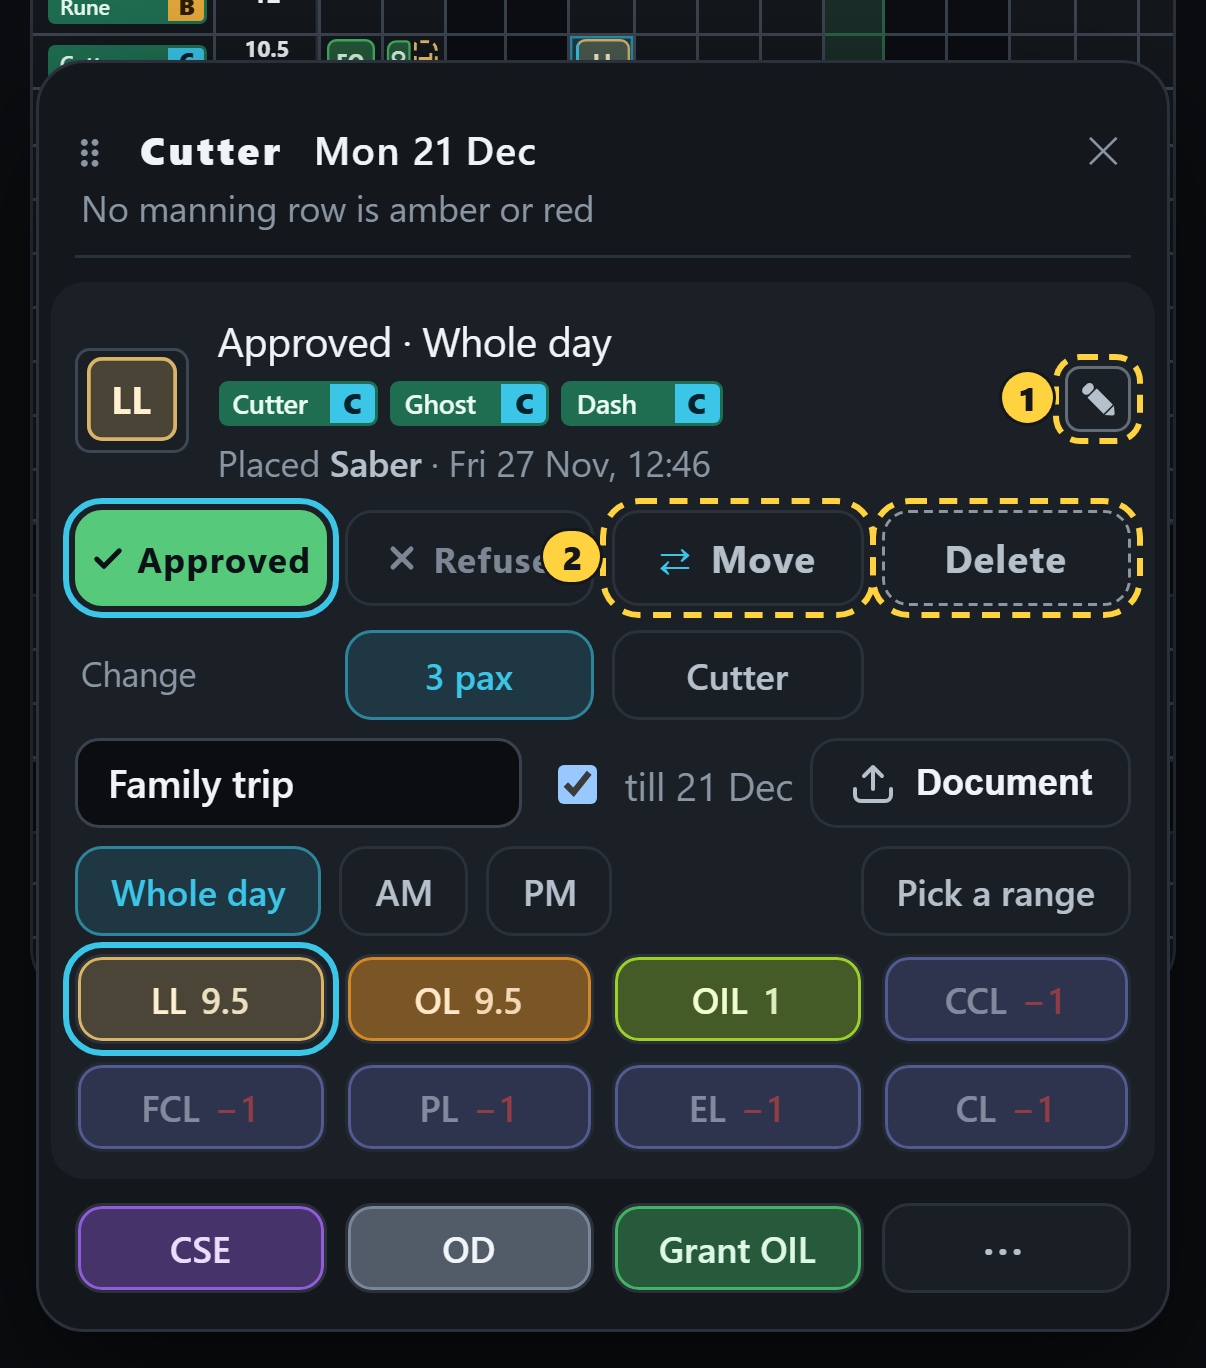 Rune B
10.5
Cutter Mon 21 Dec
No manning row is amber or red
LL
Approved · Whole day
Cutter C Ghost C Dash C
Placed Saber · Fri 27 Nov, 12:46
1
Approved
Refuse
2
Move
Delete
Change
3 pax
Cutter
Family trip
till 21 Dec
Document
Whole day
AM
PM
Pick a range
LL 9.5
OL 9.5
OIL 1
CCL –1
FCL –1
PL –1
EL –1
CL –1
CSE
OD
Grant OIL
...